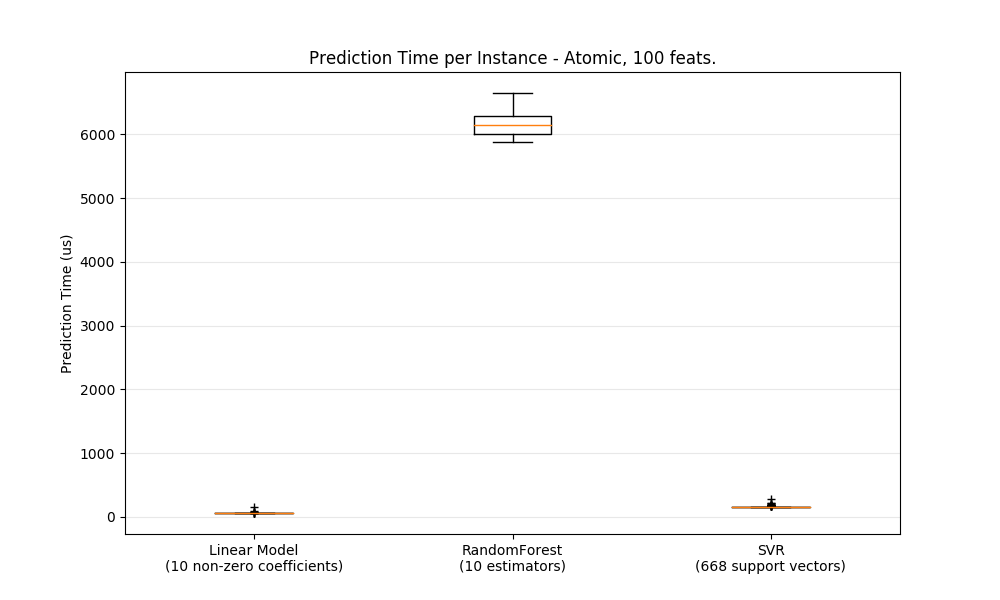 Prediction Time per Instance - Atomic, 100 feats.
Prediction Time (us)
6000
5000
4000
3000
2000
1000
0
Linear Model
(10 non-zero coefficients)
RandomForest
(10 estimators)
SVR
(668 support vectors)